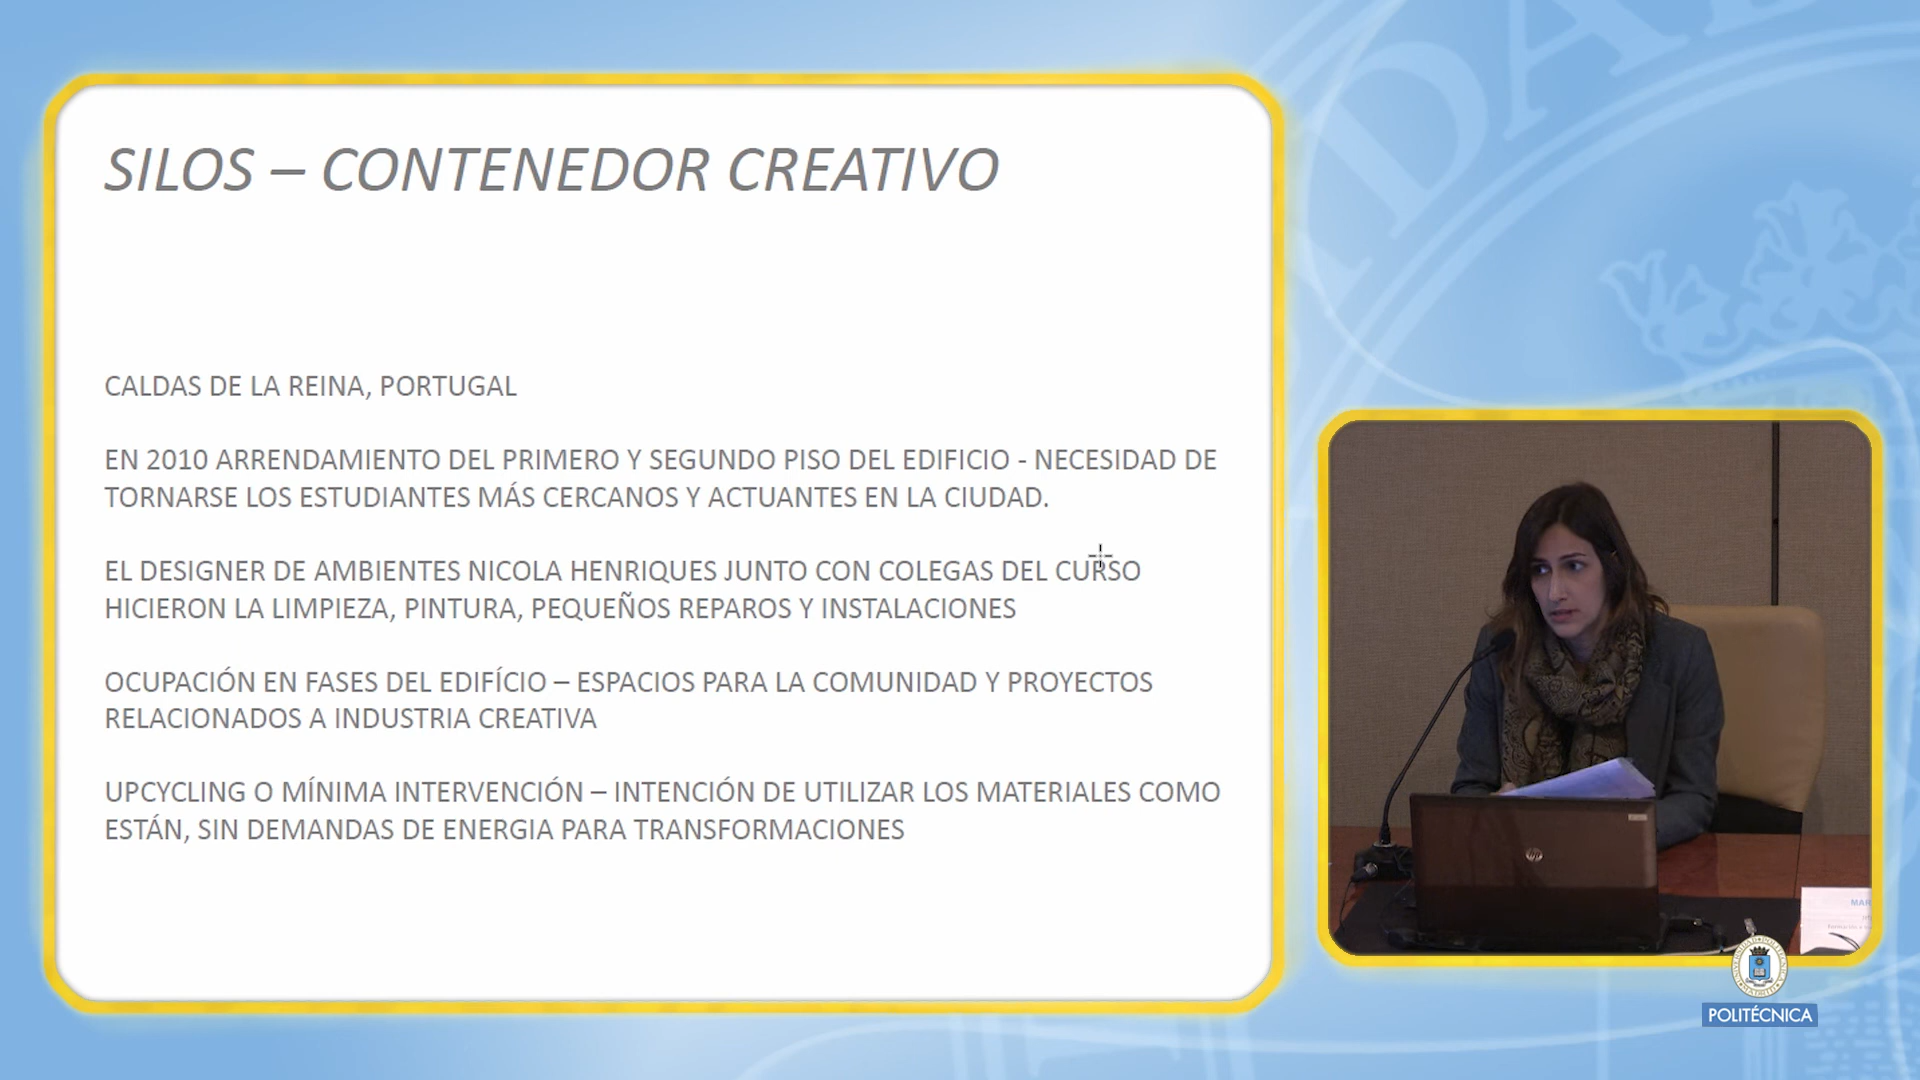 SILOS – CONTENEDOR CREATIVO
CALDAS DE LA REINA, PORTUGAL
EN 2010 ARRENDAMIENTO DEL PRIMERO Y SEGUNDO PISO DEL EDIFICIO - NECESIDAD DE
TORNARSE LOS ESTUDIANTES MÁS CERCANOS Y ACTUANTES EN LA CIUDAD.
EL DESIGNER DE AMBIENTES NICOLA HENRIQUES JUNTO CON COLEGAS DEL CURSO
HICIERON LA LIMPIEZA, PINTURA, PEQUEÑOS REPAROS Y INSTALACIONES
OCUPACIÓN EN FASES DEL EDIFÍCIO – ESPACIOS PARA LA COMUNIDAD Y PROYECTOS
RELACIONADOS A INDUSTRIA CREATIVA
UPCYCLING O MÍNIMA INTERVENCIÓN – INTENCIÓN DE UTILIZAR LOS MATERIALES COMO
ESTÁN, SIN DEMANDAS DE ENERGIA PARA TRANSFORMACIONES
hp
MAR
POLITÉCNICA